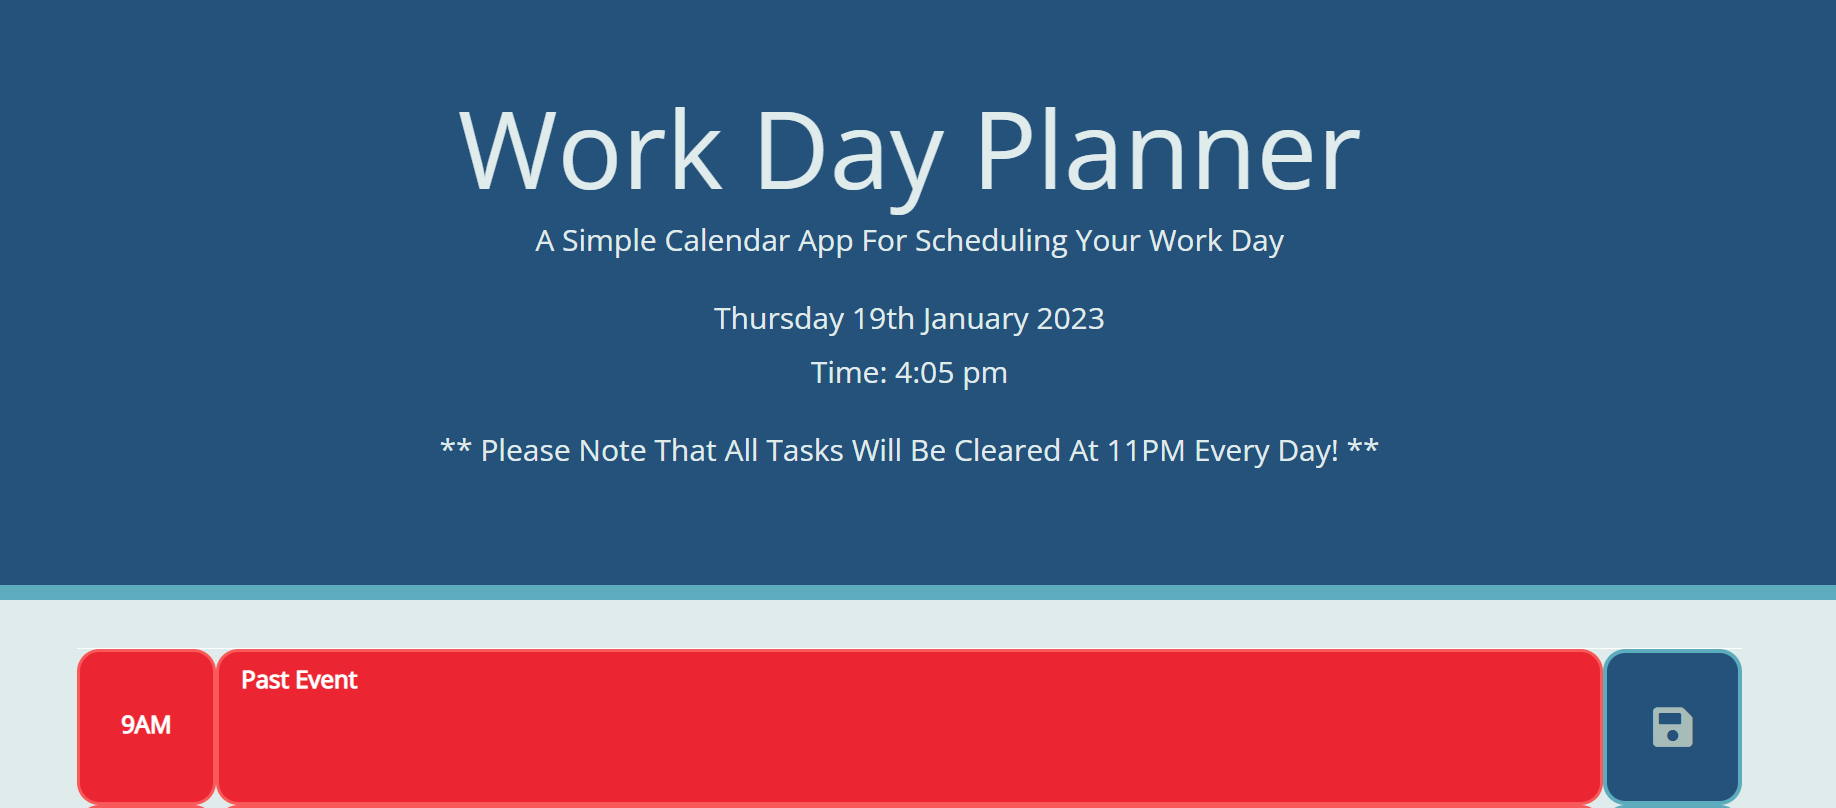 Work Day Planner
A Simple Calendar App For Scheduling Your Work Day
Thursday 19th January 2023
Time: 4:05 pm
** Please Note That All Tasks Will Be Cleared At 11PM Every Day! **
Past Event
9AM